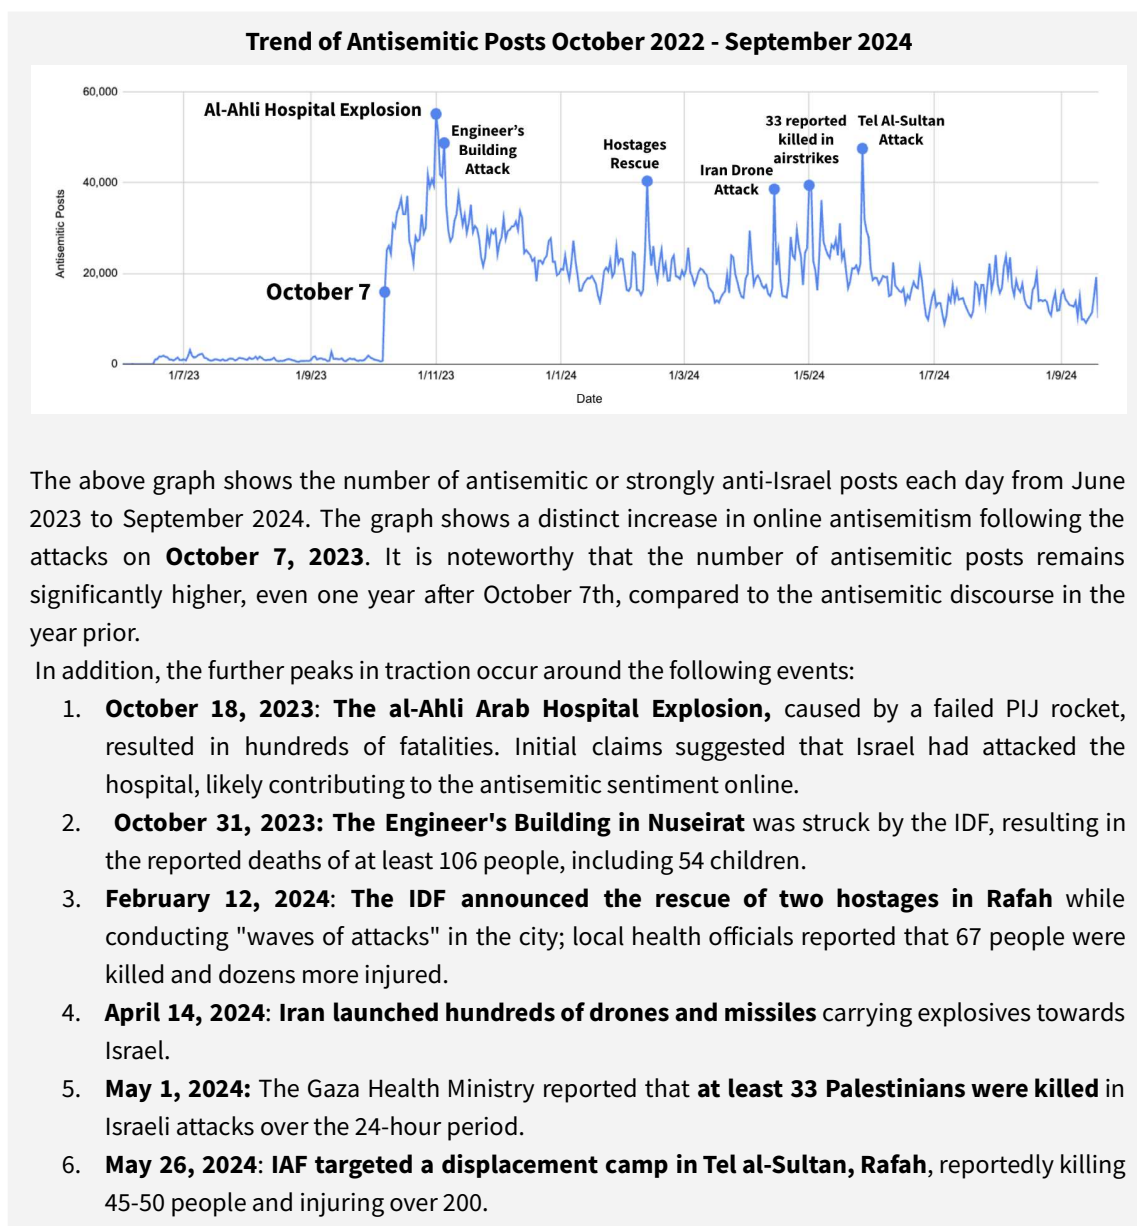 Trend of Antisemitic Posts October 2022 - September 2024
60,000
40,000
20,000
0
Antisemitic Posts
Al-Ahli Hospital Explosion
Engineer's
Building
Attack
October 7
Hostages
Rescue
Iran Drone
Attack
33 reported
killed in
airstrikes
Tel Al-Sultan
Attack
1/7/23
1/9/23
1/11/23
1/1/24
1/3/24
1/5/24
1/7/24
1/9/24
Date
The above graph shows the number of antisemitic or strongly anti-Israel posts each day from June
2023 to September 2024. The graph shows a distinct increase in online antisemitism following the
attacks on October 7, 2023. It is noteworthy that the number of antisemitic posts remains
significantly higher, even one year after October 7th, compared to the antisemitic discourse in the
year prior.
In addition, the further peaks in traction occur around the following events:
1. October 18, 2023: The al-Ahli Arab Hospital Explosion, caused by a failed PIJ rocket,
resulted in hundreds of fatalities. Initial claims suggested that Israel had attacked the
hospital, likely contributing to the antisemitic sentiment online.
2. October 31, 2023: The Engineer's Building in Nuseirat was struck by the IDF, resulting in
the reported deaths of at least 106 people, including 54 children.
3. February 12, 2024: The IDF announced the rescue of two hostages in Rafah while
conducting "waves of attacks" in the city; local health officials reported that 67 people were
killed and dozens more injured.
4. April 14, 2024: Iran launched hundreds of drones and missiles carrying explosives towards
Israel.
5. May 1, 2024: The Gaza Health Ministry reported that at least 33 Palestinians were killed in
Israeli attacks over the 24-hour period.
6. May 26, 2024: IAF targeted a displacement camp in Tel al-Sultan, Rafah, reportedly killing
45-50 people and injuring over 200.